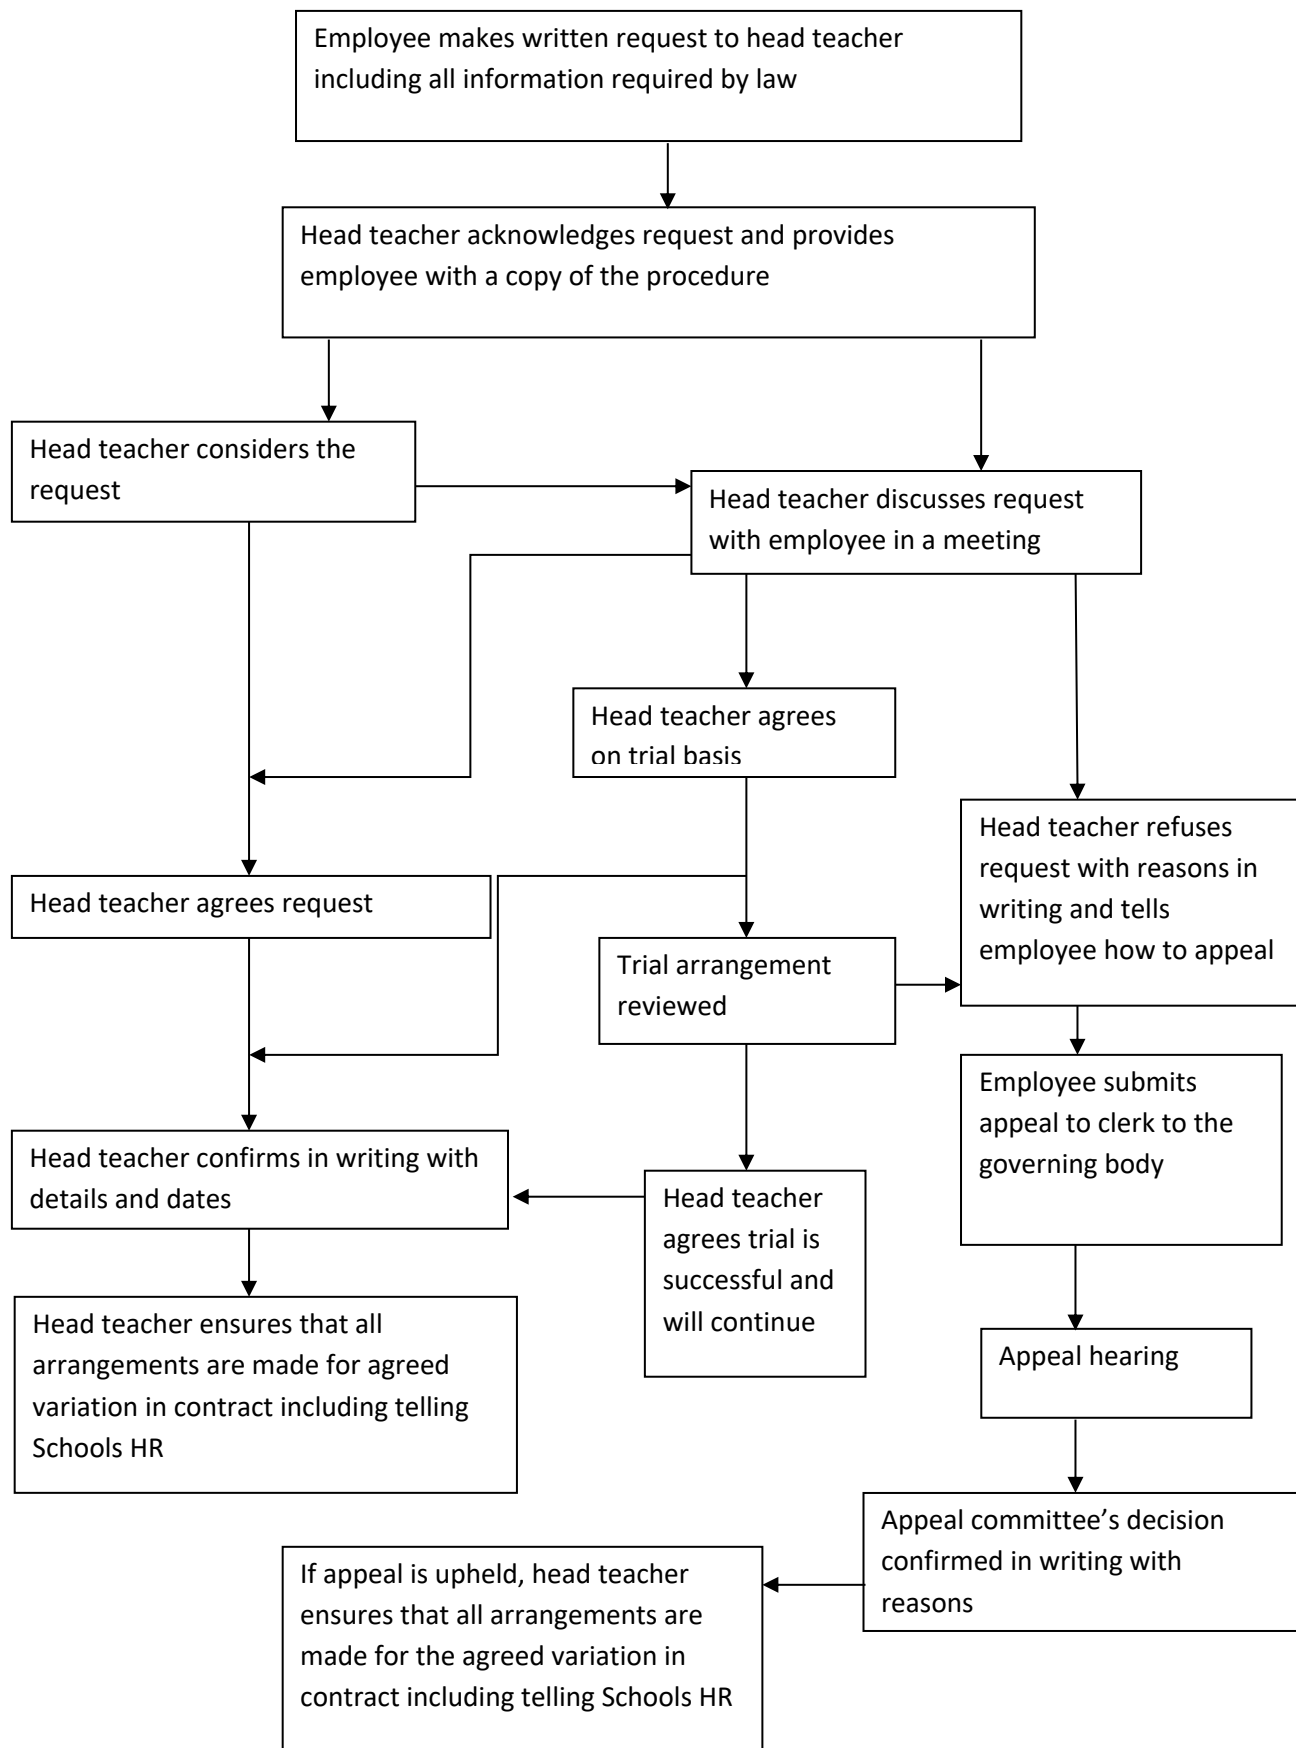 Employee makes written request to head teacher
including all information required by law
Head teacher acknowledges request and provides
employee with a copy of the procedure
Head teacher considers the
request
Head teacher discusses request
with employee in a meeting
Head teacher agrees
on trial basis
Head teacher refuses
request with reasons in
writing and tells
employee how to appeal
Head teacher agrees request
Trial arrangement
reviewed
Employee submits
appeal to clerk to the
governing body
Head teacher confirms in writing with
details and dates
Head teacher
agrees trial is
successful and
will continue
Head teacher ensures that all
arrangements are made for agreed
variation in contract including telling
Schools HR
Appeal hearing
Appeal committee’s decision
confirmed in writing with
reasons
If appeal is upheld, head teacher
ensures that all arrangements are
made for the agreed variation in
contract including telling Schools HR